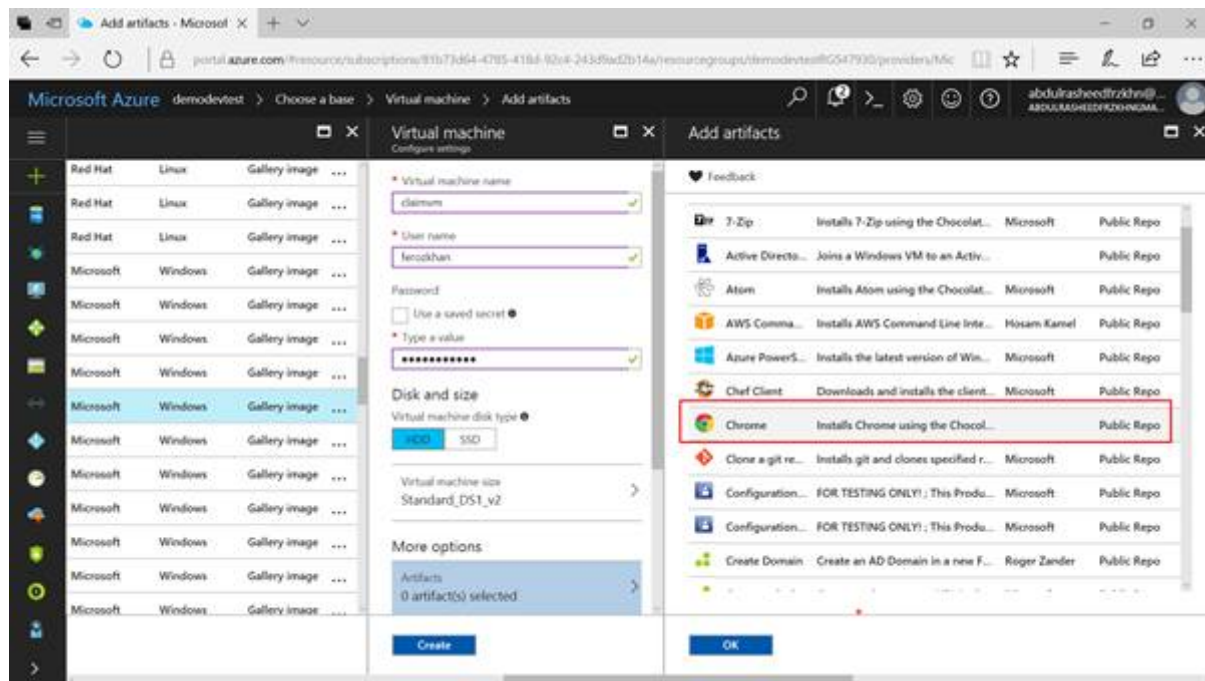 Add artifacts - Microsof
portal.azure.com
Microsoft Azure demodevtest > Choose a base > Virtual machine > Add artifacts
2
abdulrasheedfrzkhn@...
Virtual machine
Configure settings
Add artifacts
Red Hat Linux Gallery image ...
Red Hat Linux Gallery image ...
Red Hat Linux Gallery image ...
Microsoft Windows Gallery image ...
Microsoft Windows Gallery image ...
Microsoft Windows Gallery image ...
Microsoft Windows Gallery image ...
Microsoft Windows Gallery image ...
Microsoft Windows Gallery image ...
Microsoft Windows Gallery image ...
Microsoft Windows Gallery image ...
Microsoft Windows Gallery image ...
Microsoft Windows Gallery image ...
Microsoft Windows Gallery image ...
* Virtual machine name
claimvm
* User name
ferozkhan
Password
Use a saved secret
* Type a value
Disk and size
Virtual machine disk type
HDD SSD
Virtual machine size
Standard_DS1_v2
More options
Artifacts
0 artifact(s) selected
Create
Feedback
7-Zip Installs 7-Zip using the Chocolat... Microsoft Public Repo
Active Directo... Joins a Windows VM to an Activ... Public Repo
Atom Installs Atom using the Chocolat... Microsoft Public Repo
AWS Comma... Installs AWS Command Line Inte... Hosam Kamel Public Repo
Azure PowerS... Installs the latest version of Win... Microsoft Public Repo
Chef Client Downloads and installs the client... Microsoft Public Repo
Chrome Installs Chrome using the Chocol... Public Repo
Clone a git re... Installs git and clones specified r... Microsoft Public Repo
Configuration... FOR TESTING ONLY! ; This Produ... Microsoft Public Repo
Configuration... FOR TESTING ONLY! ; This Produ... Microsoft Public Repo
Create Domain Create an AD Domain in a new F... Roger Zander Public Repo
OK